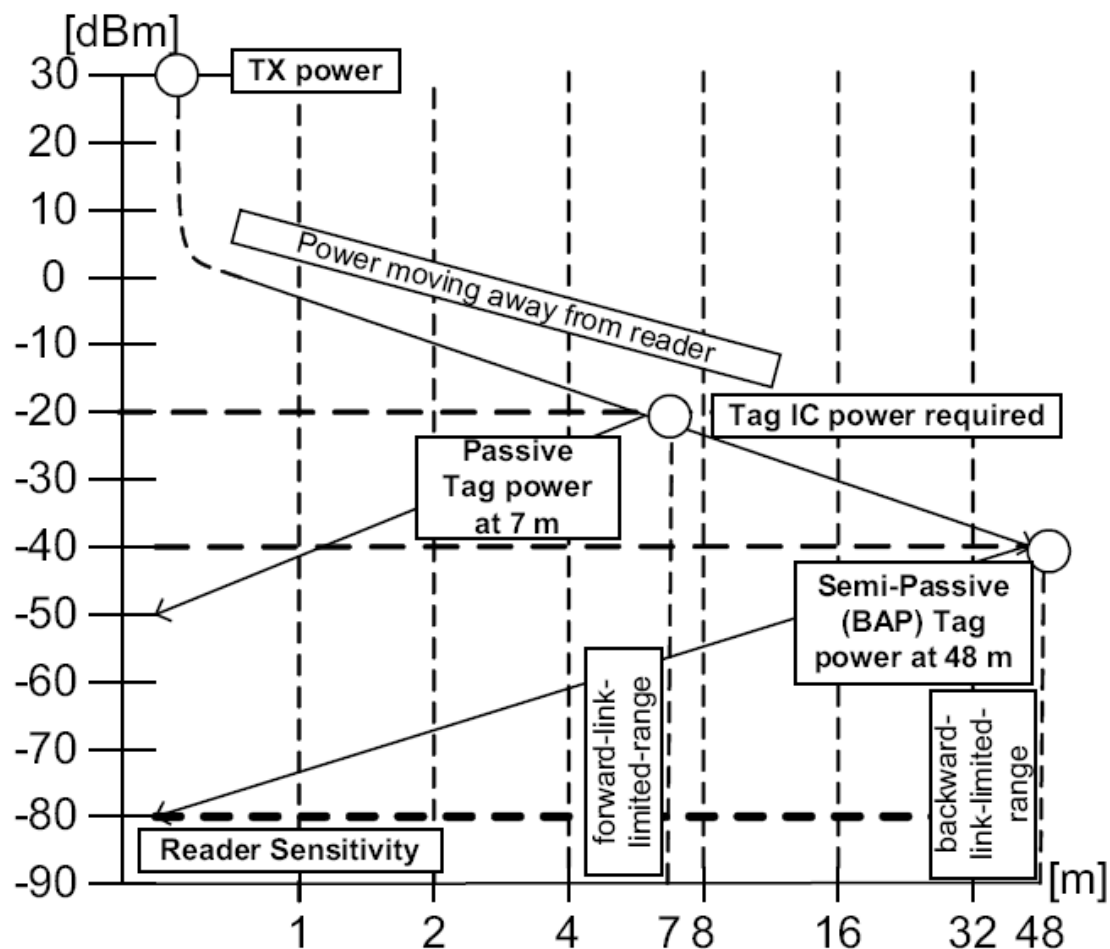 [dBm]
30
TX power
20
10
Power moving away from reader
0
-10
-20
Tag IC power required
Passive
Tag power
at 7 m
-30
-40
Semi-Passive
(BAP) Tag
power at 48 m
-50
-60
forward-link-
limited-range
backward-
link-limited-
range
-70
-80
Reader Sensitivity
-90
[m]
1 2 4 7 8 16 32 48